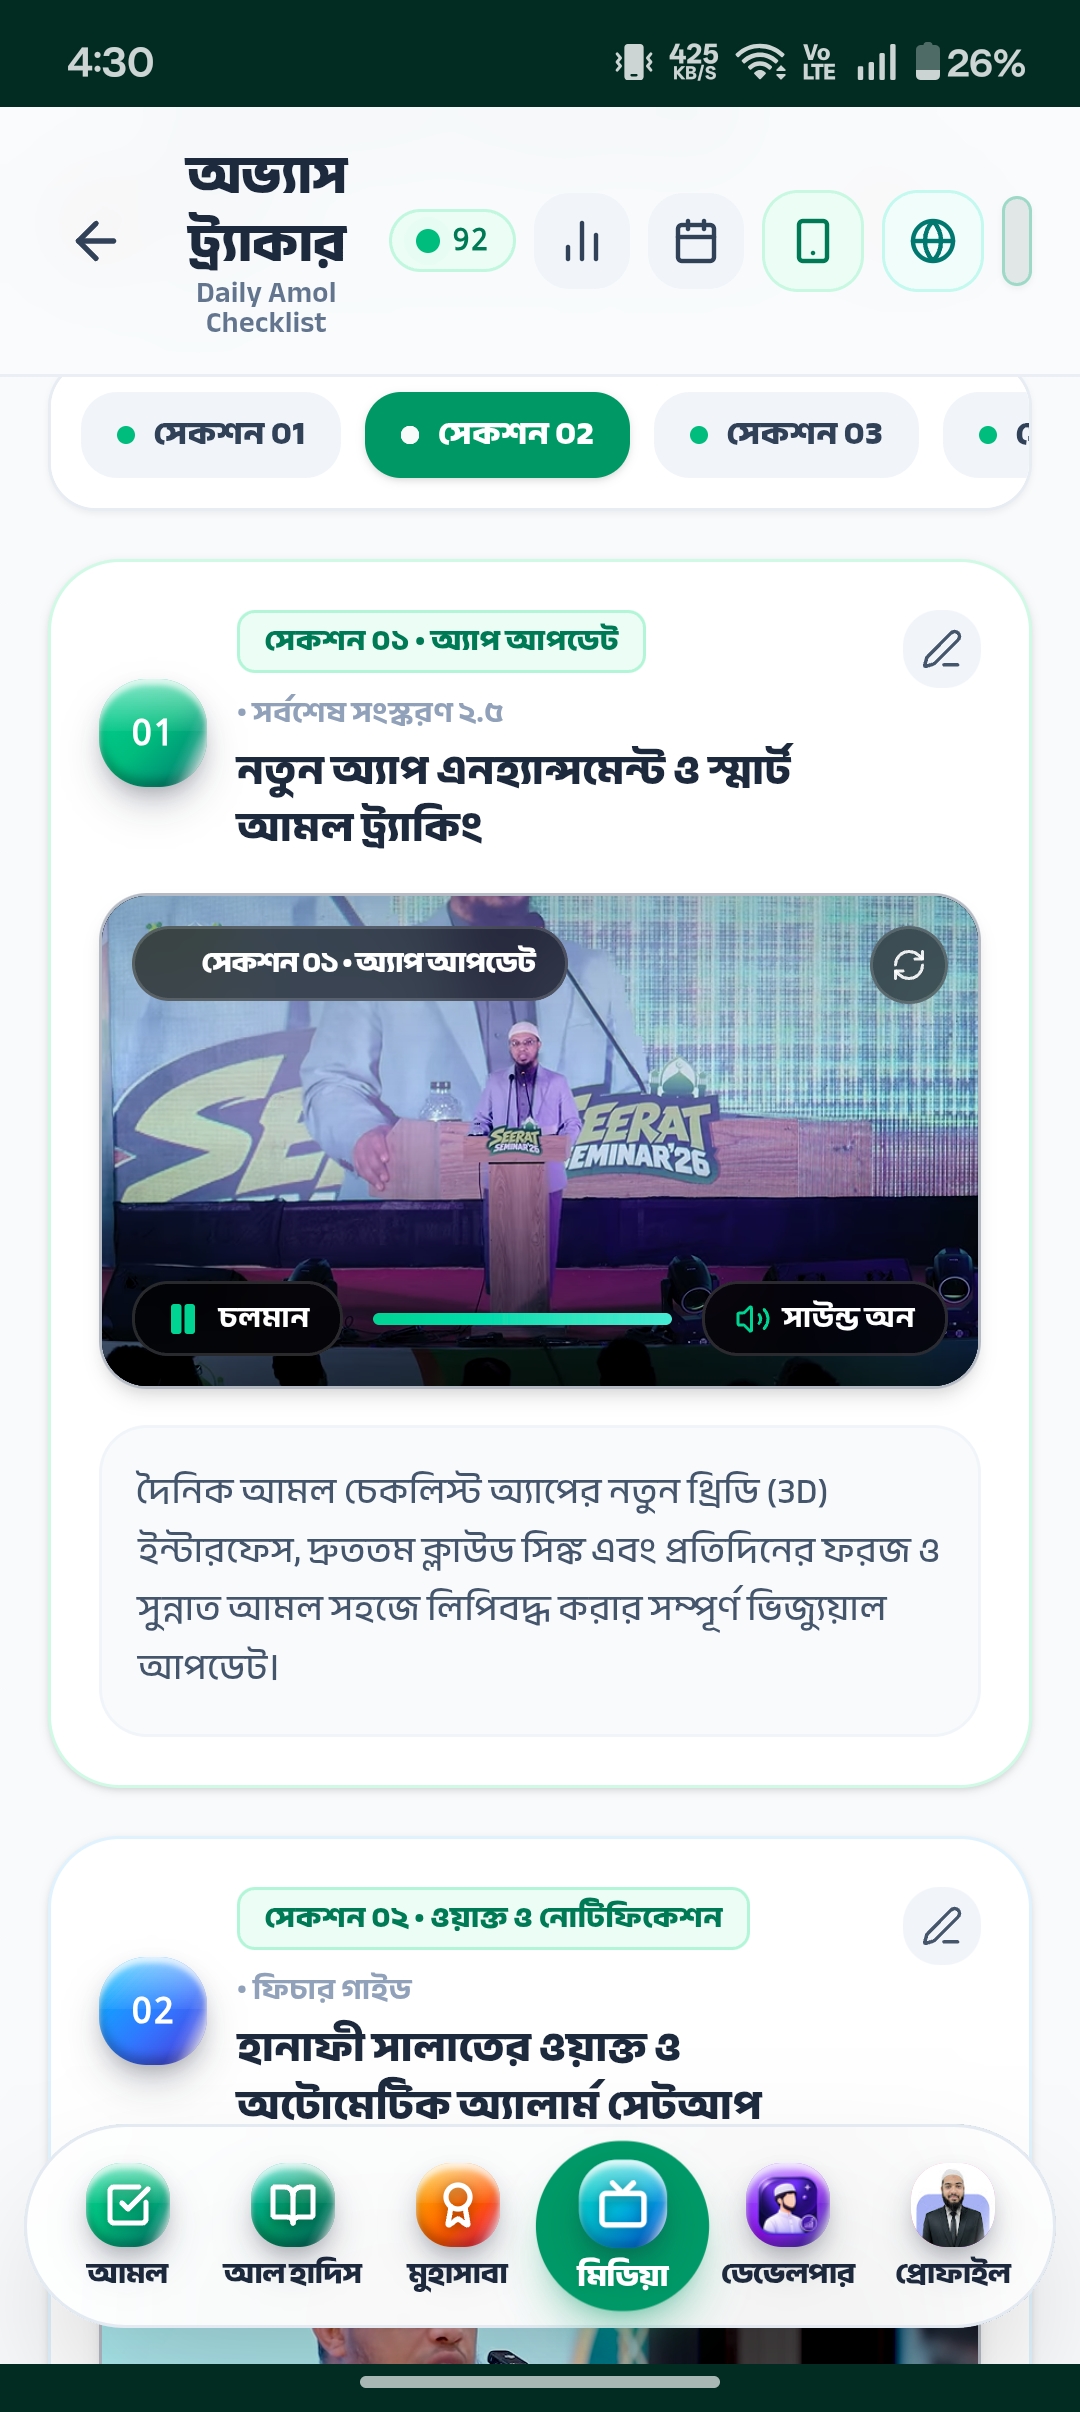 4:30
425
KB/S
Vo
LTE
26%
অভ্যাস
ট্র্যাকার
Daily Amol
Checklist
92
সেকশন 01
সেকশন 02
সেকশন 03
সেকশন ০১ • অ্যাপ আপডেট
01
• সর্বশেষ সংস্করণ ২.৫
নতুন অ্যাপ এনহ্যান্সমেন্ট ও স্মার্ট
আমল ট্র্যাকিং
সেকশন ০১ • অ্যাপ আপডেট
SEERAT
SEMINAR'26
SEERAT
SEMINAR'26
চলমান
সাউন্ড অন
দৈনিক আমল চেকলিস্ট অ্যাপের নতুন থ্রিডি (3D)
ইন্টারফেস, দ্রুততম ক্লাউড সিঙ্ক এবং প্রতিদিনের ফরজ ও
সুন্নাত আমল সহজে লিপিবদ্ধ করার সম্পূর্ণ ভিজ্যুয়াল
আপডেট।
সেকশন ০২ • ওয়াক্ত ও নোটিফিকেশন
02
• ফিচার গাইড
হানাফী সালাতের ওয়াক্ত ও
অটোমেটিক অ্যালার্ম সেটআপ
আমল
আল হাদিস
মুহাসাবা
মিডিয়া
ডেভেলপার
প্রোফাইল